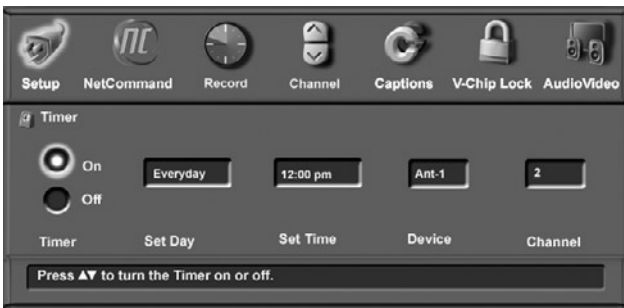 NC
Setup NetCommand Record Channel Captions V-Chip Lock AudioVideo
Timer
On
Off
Everyday 12:00 pm Ant-1 2
Timer Set Day Set Time Device Channel
Press ▲▼ to turn the Timer on or off.